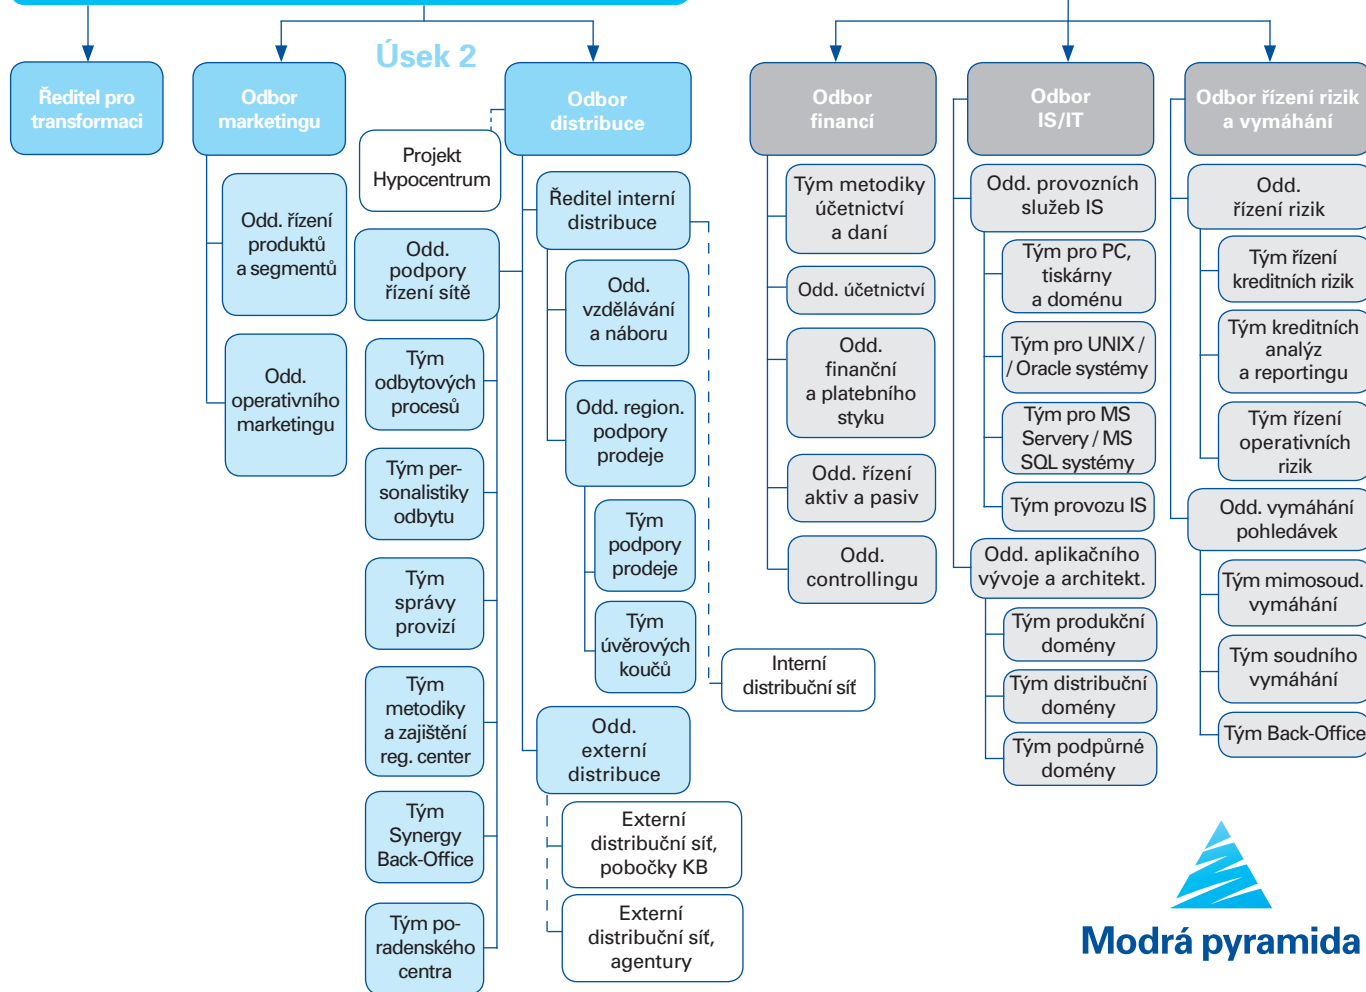 Úsek 2
Ředitel pro
transformaci
Odbor
marketingu
Odd. řízení
produktů
a segmentů
Odd.
operativního
marketingu
Odbor
distribuce
Projekt
Hypocentrum
Odd.
podpory
řízení sítě
Tým
odbytových
procesů
Tým per-
sonalistiky
odbytu
Tým
správy
provizí
Tým
metodiky
a zajištění
reg. center
Tým
Synergy
Back-Office
Tým po-
radenského
centra
Ředitel interní
distribuce
Odd.
vzdělávání
a náboru
Odd. region.
podpory
prodeje
Tým
podpory
prodeje
Tým
úvěrových
koučů
Interní
distribuční síť
Odd.
externí
distribuce
Externí
distribuční síť,
pobočky KB
Externí
distribuční síť,
agentury
Odbor
financí
Tým metodiky
účetnictví
a daní
Odd. účetnictví
Odd.
finanční
a platebního
styku
Odd. řízení
aktiv a pasiv
Odd.
controllingu
Odbor
IS/IT
Odd. provozních
služeb IS
Tým pro PC,
tiskárny
a doménu
Tým pro UNIX /
/ Oracle systémy
Tým pro MS
Servery / MS
SQL systémy
Tým provozu IS
Odd. aplikačního
vývoje a architekt.
Tým produkční
domény
Tým distribuční
domény
Tým podpůrné
domény
Odbor řízení rizik
a vymáhání
Odd.
řízení rizik
Tým řízení
kreditních rizik
Tým kreditních
analýz
a reportingu
Tým řízení
operativních
rizik
Odd. vymáhání
pohledávek
Tým mimosoud.
vymáhání
Tým soudního
vymáhání
Tým Back-Office
Modrá pyramida